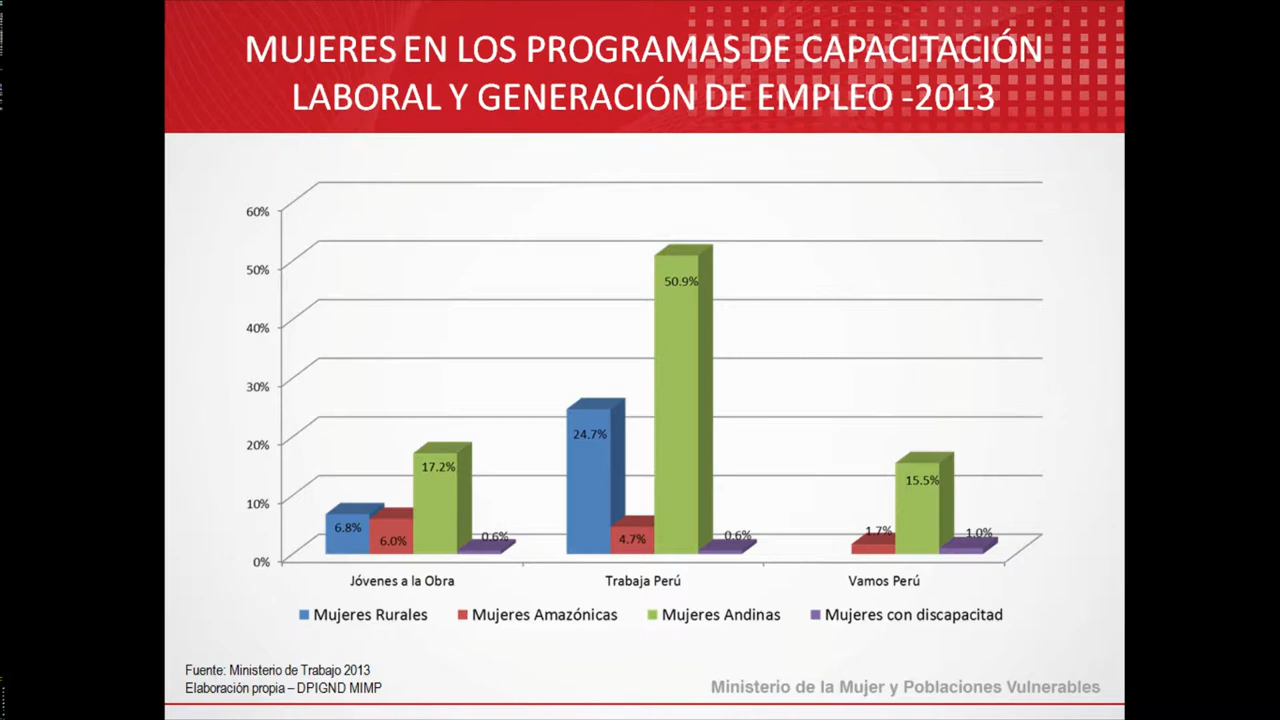 MUJERES EN LOS PROGRAMAS DE CAPACITACIÓN
LABORAL Y GENERACIÓN DE EMPLEO -2013
60%
50%
40%
30%
20%
10%
0%
6.8%
6.0%
17.2%
0.6%
24.7%
4.7%
50.9%
0.6%
1.7%
15.5%
1.0%
Jóvenes a la Obra
Trabaja Perú
Vamos Perú
Mujeres Rurales
Mujeres Amazónicas
Mujeres Andinas
Mujeres con discapacitad
Fuente: Ministerio de Trabajo 2013
Elaboración propia – DPIGND MIMP
Ministerio de la Mujer y Poblaciones Vulnerables